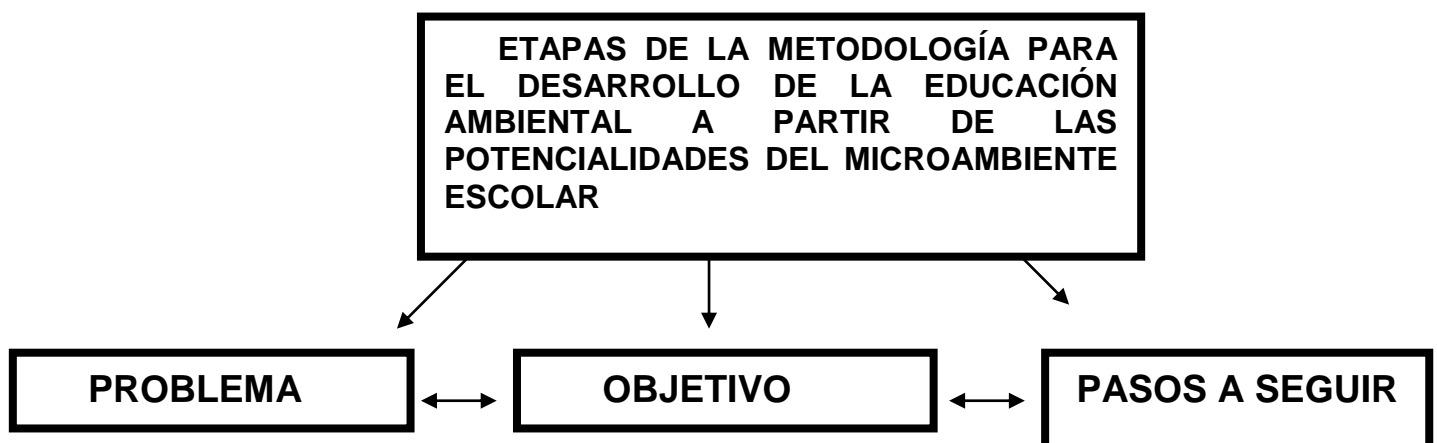 ETAPAS DE LA METODOLOGÍA PARA
EL DESARROLLO DE LA EDUCACIÓN
AMBIENTAL A PARTIR DE LAS
POTENCIALIDADES DEL MICROAMBIENTE
ESCOLAR
PROBLEMA
OBJETIVO
PASOS A SEGUIR